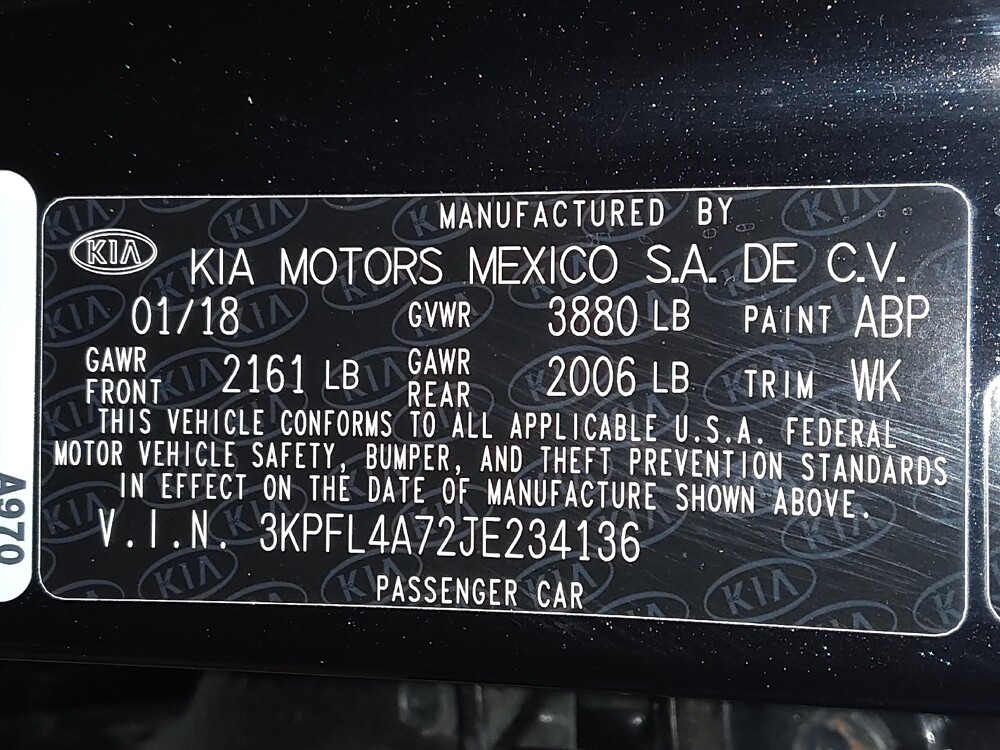 MANUFACTURED BY
KIA
KIA MOTORS MEXICO S.A. DE C.V.
01/18 GVWR 3880 LB PAINT ABP
GAWR FRONT 2161 LB GAWR REAR 2006 LB TRIM WK
THIS VEHICLE CONFORMS TO ALL APPLICABLE U.S.A. FEDERAL
MOTOR VEHICLE SAFETY, BUMPER, AND THEFT PREVENTION STANDARDS
IN EFFECT ON THE DATE OF MANUFACTURE SHOWN ABOVE.
V.I.N. 3KPFL4A72JE234136
PASSENGER CAR
A970